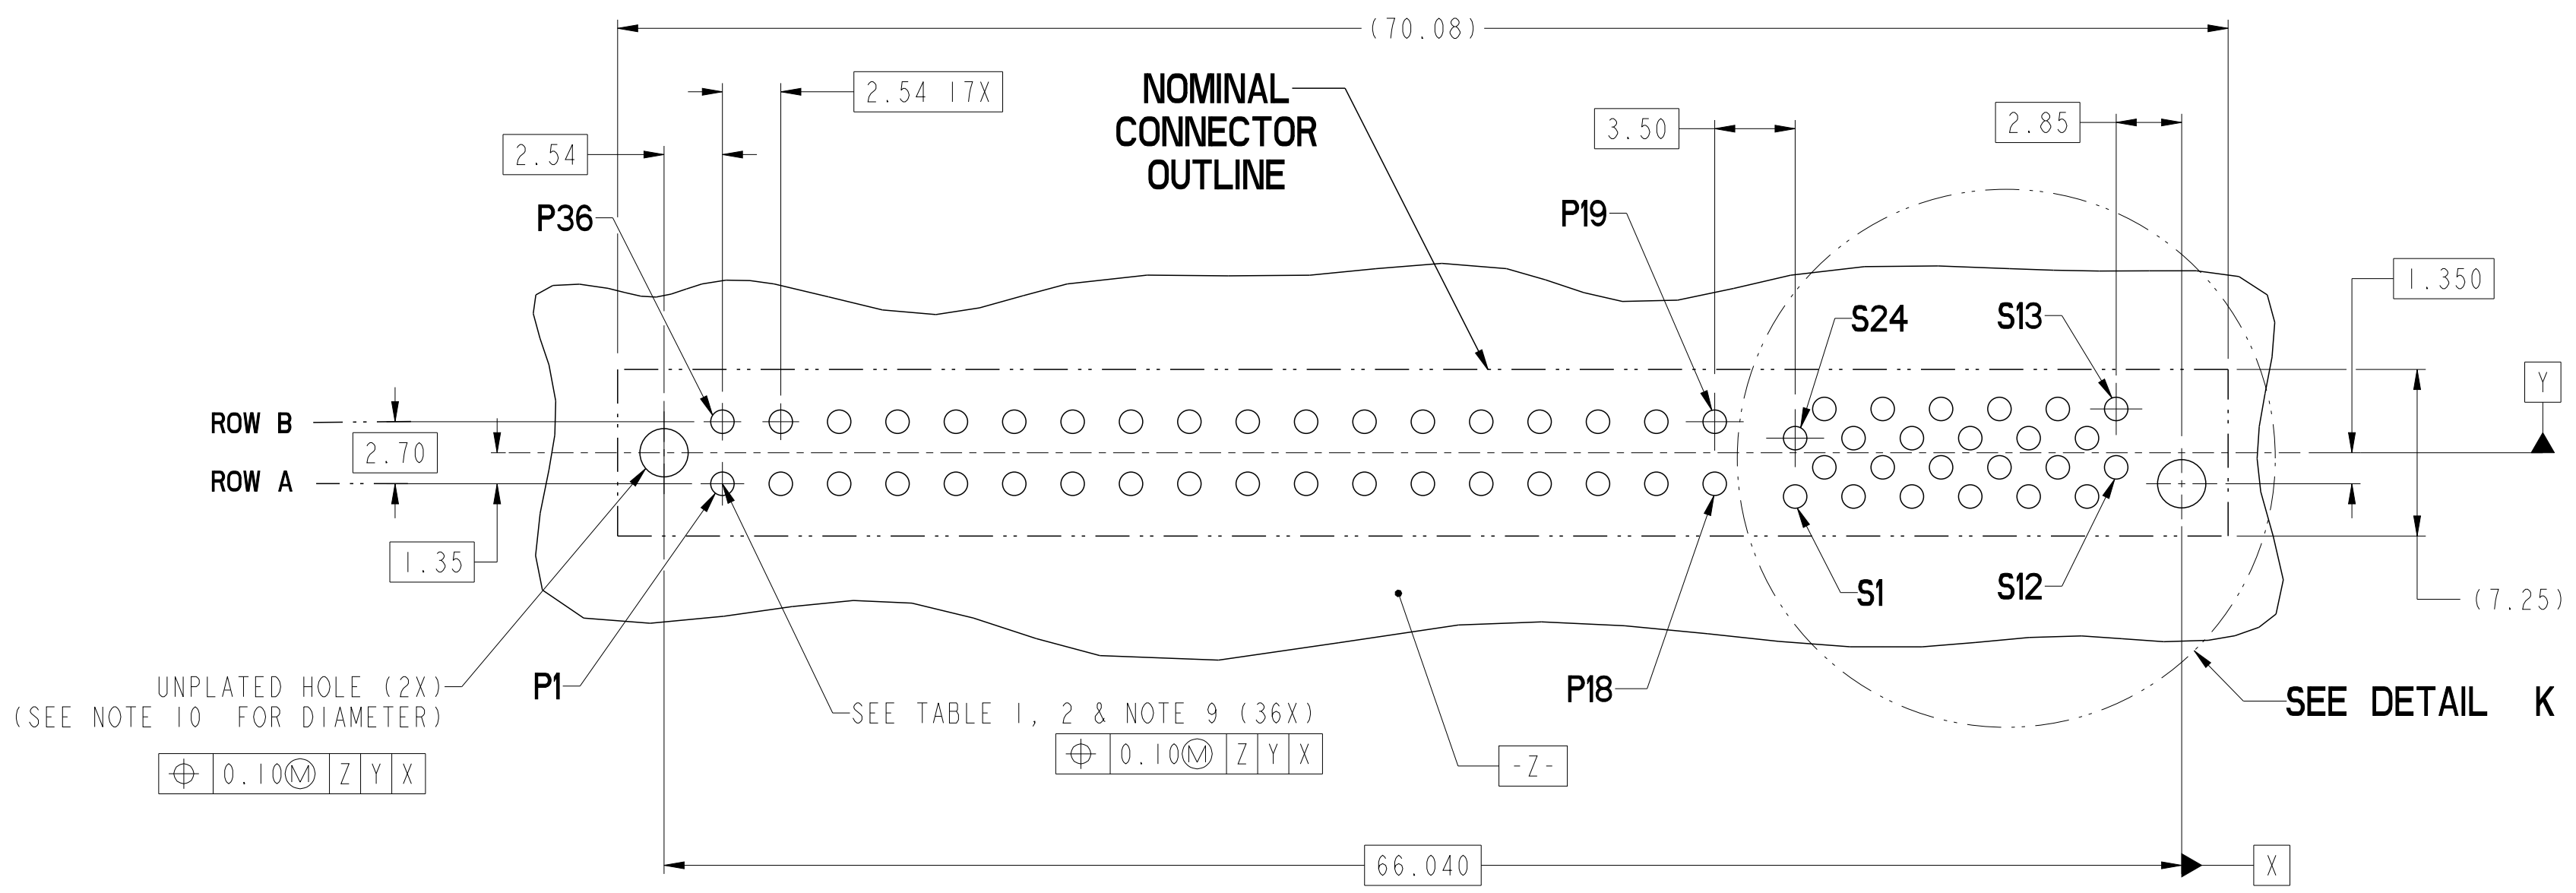 (70.08)
2.54 17X
NOMINAL
CONNECTOR
OUTLINE
3.50
2.85
2.54
P36
P19
1.350
S24
S13
Y
ROW B
2.70
ROW A
1.35
S1
S12
(7.25)
UNPLATED HOLE (2X)
(SEE NOTE 10 FOR DIAMETER)
P1
P18
SEE DETAIL K
SEE TABLE 1, 2 & NOTE 9 (36X)
⌖ 0.10Ⓜ Z Y X
⌖ 0.10Ⓜ Z Y X
-Z-
66.040
X